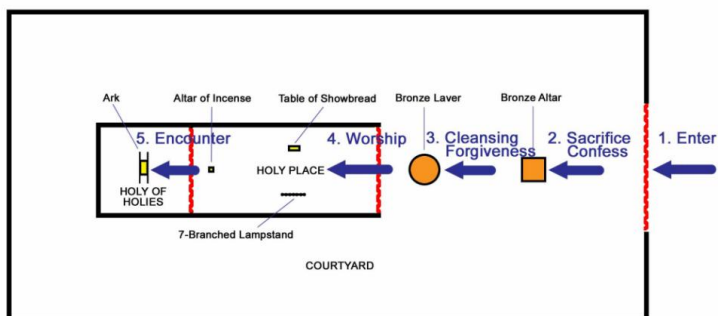 Ark
Altar of Incense
Table of Showbread
Bronze Laver
Bronze Altar
5. Encounter
4. Worship
3. Cleansing
Forgiveness
2. Sacrifice
Confess
1. Enter
HOLY PLACE
HOLY OF
HOLIES
7-Branched Lampstand
COURTYARD